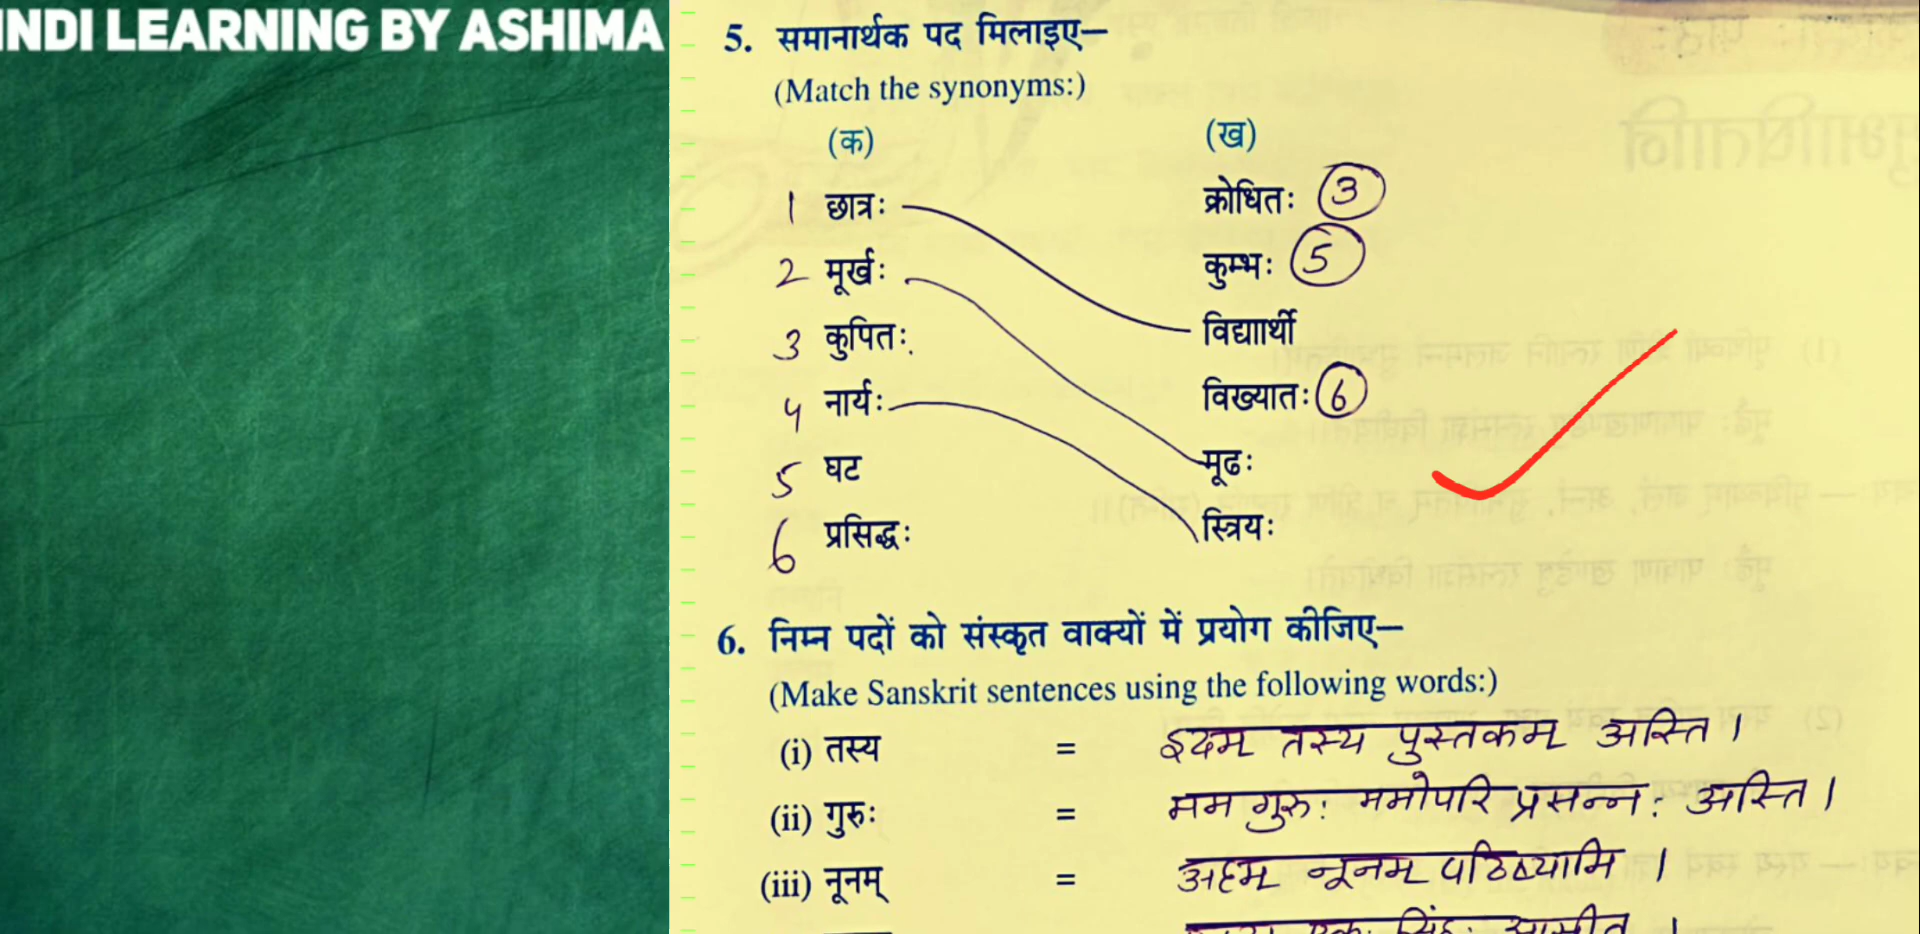 INDI LEARNING BY ASHIMA
5. समानार्थक पद मिलाइए—
(Match the synonyms:)
(क) (ख)
1 छात्रः क्रोधितः 3
2 मूर्खः कुम्भः 5
3 कुपितः विद्यार्थी
4 नार्यः विख्यातः 6
5 घट मूढः
6 प्रसिद्धः स्त्रियः
6. निम्न पदों को संस्कृत वाक्यों में प्रयोग कीजिए—
(Make Sanskrit sentences using the following words:)
(i) तस्य = इदम तस्य पुस्तकम् अस्ति।
(ii) गुरुः = मम गुरुः ममोपरि प्रसन्नः अस्ति।
(iii) नूनम् = अहम् नूनम् पठिष्यामि।